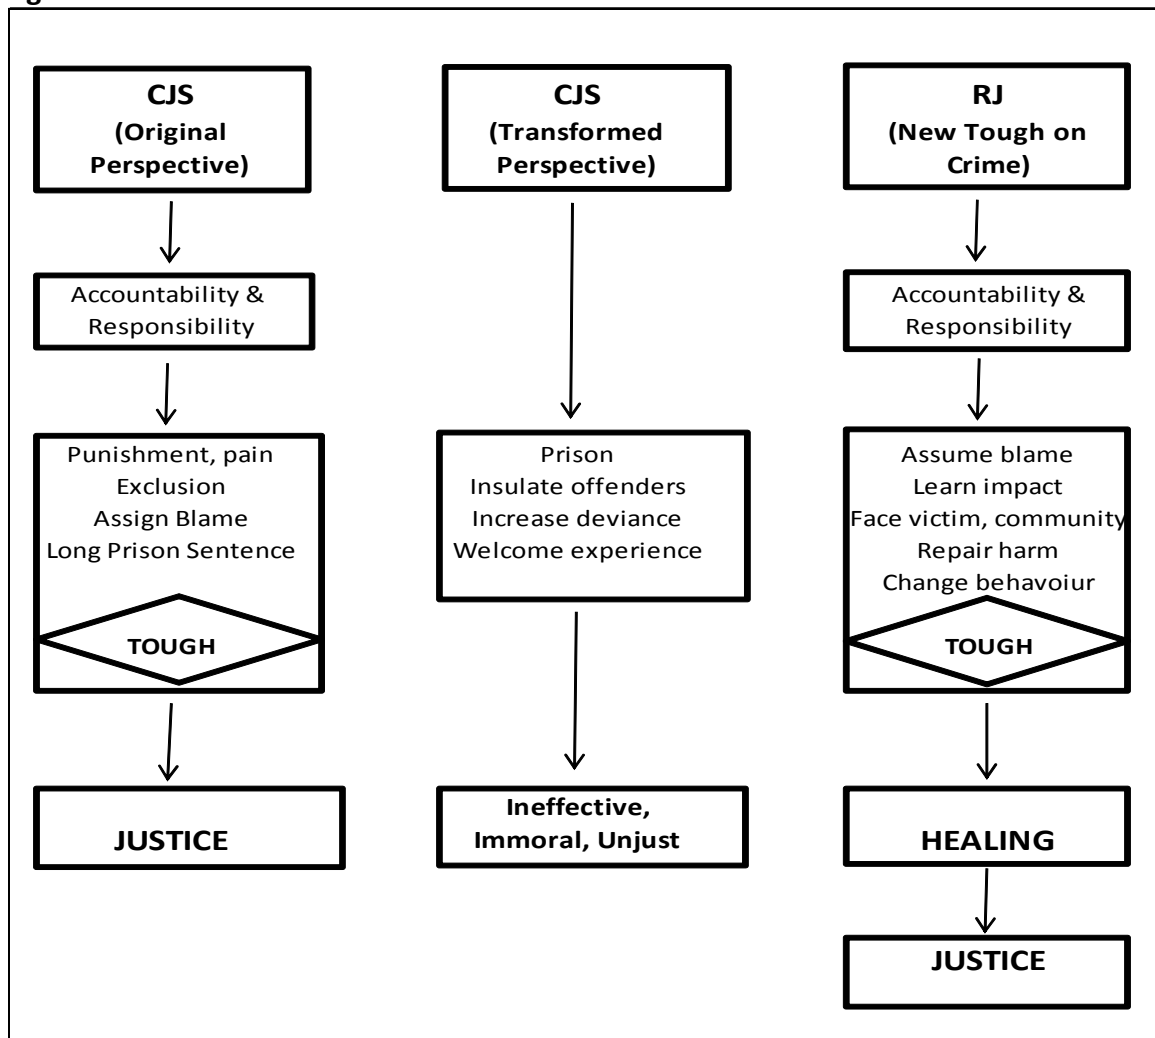 CJS
(Original
Perspective)
Accountability &
Responsibility
Punishment, pain
Exclusion
Assign Blame
Long Prison Sentence
TOUGH
JUSTICE
CJS
(Transformed
Perspective)
Prison
Insulate offenders
Increase deviance
Welcome experience
Ineffective,
Immoral, Unjust
RJ
(New Tough on
Crime)
Accountability &
Responsibility
Assume blame
Learn impact
Face victim, community
Repair harm
Change behavoiur
TOUGH
HEALING
JUSTICE